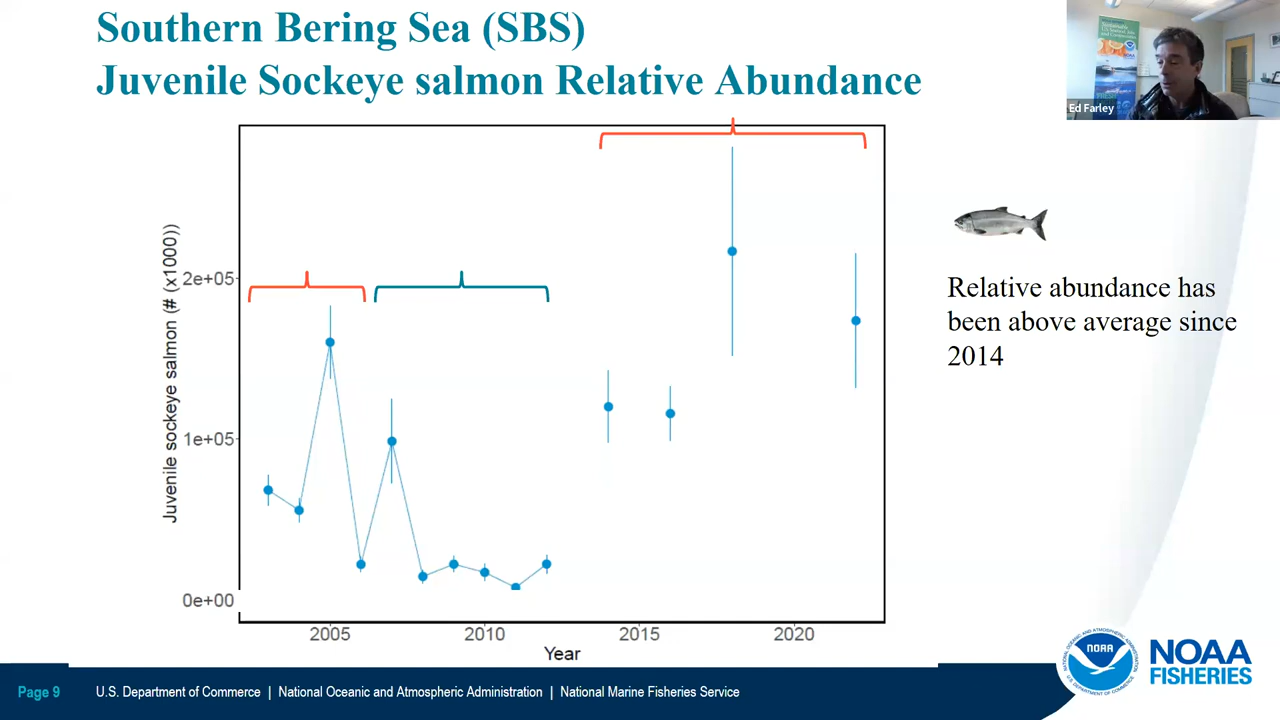 Southern Bering Sea (SBS)
Juvenile Sockeye salmon Relative Abundance
Ed Farley
Juvenile sockeye salmon (# (x1000))
2e+05
1e+05
0e+00
2005
2010
2015
2020
Year
Relative abundance has
been above average since
2014
Page 9
U.S. Department of Commerce | National Oceanic and Atmospheric Administration | National Marine Fisheries Service
NOAA
NOAA
FISHERIES